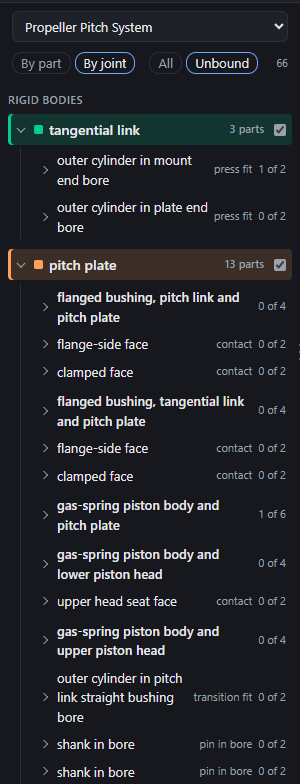 Propeller Pitch System
By part By joint All Unbound 66
RIGID BODIES
tangential link 3 parts
outer cylinder in mount
end bore
press fit 1 of 2
outer cylinder in plate end
bore
press fit 0 of 2
pitch plate 13 parts
flanged bushing, pitch link and
pitch plate
0 of 4
flange-side face contact 0 of 2
clamped face contact 0 of 2
flanged bushing, tangential link
and pitch plate
0 of 4
flange-side face contact 0 of 2
clamped face contact 0 of 2
gas-spring piston body and
pitch plate
1 of 6
gas-spring piston body and
lower piston head
0 of 4
upper head seat face contact 0 of 2
gas-spring piston body and
upper piston head
0 of 4
outer cylinder in pitch
link straight bushing
bore
transition fit 0 of 2
shank in bore pin in bore 0 of 2
shank in bore pin in bore 0 of 2